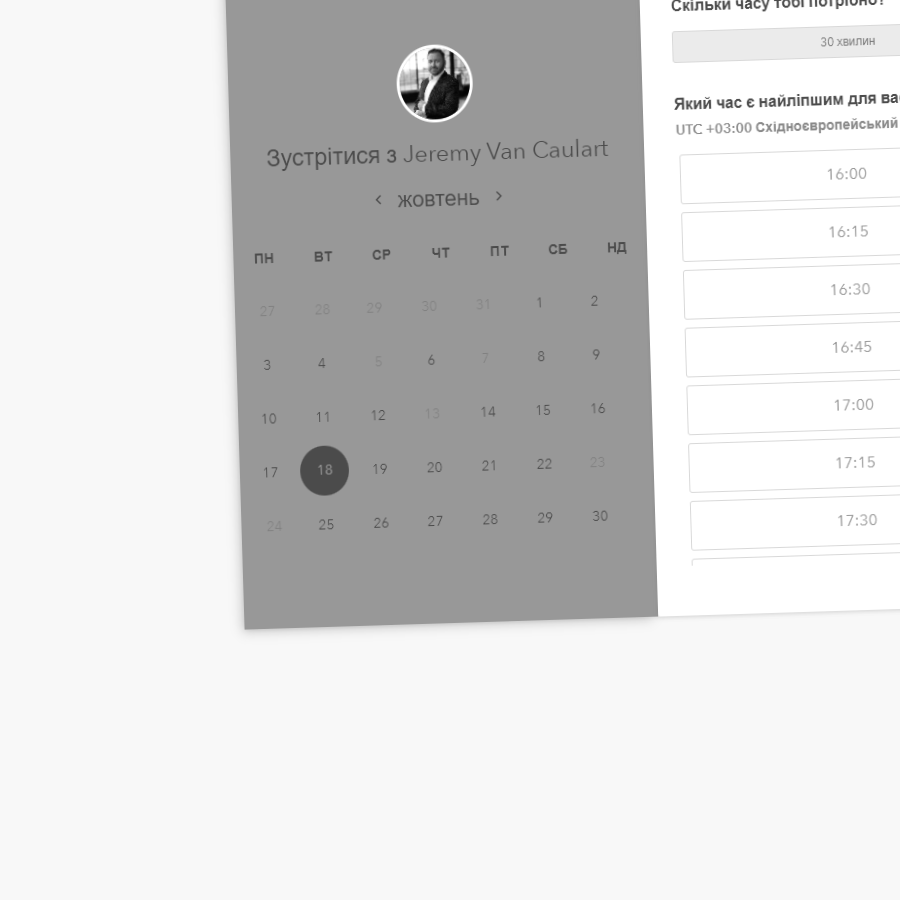 Зустрітися з Jeremy Van Caulart
‹ жовтень ›
ПН ВТ СР ЧТ ПТ СБ НД
27 28 29 30 31 1 2
3 4 5 6 7 8 9
10 11 12 13 14 15 16
17 18 19 20 21 22 23
24 25 26 27 28 29 30
Скільки часу тобі потрібно?
30 хвилин
Який час є найліпшим для
UTC +03:00 Східноєвропейський
16:00
16:15
16:30
16:45
17:00
17:15
17:30